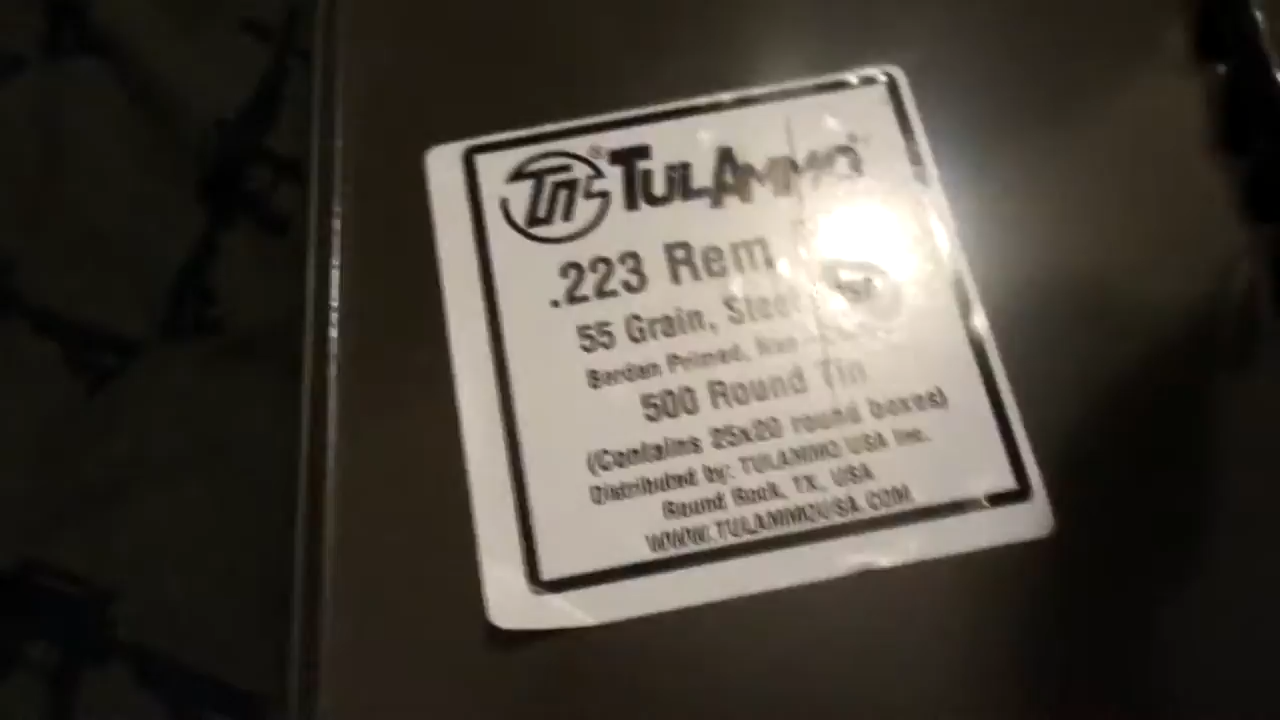 TulAmmo
.223 Rem
55 Grain, Steel
Berdan Primed, Non -
500 Round Tin
(Contains 25x20 round boxes)
Distributed by: TULAMMO USA Inc.
Round Rock, TX, USA
WWW.TULAMMOUSA.COM